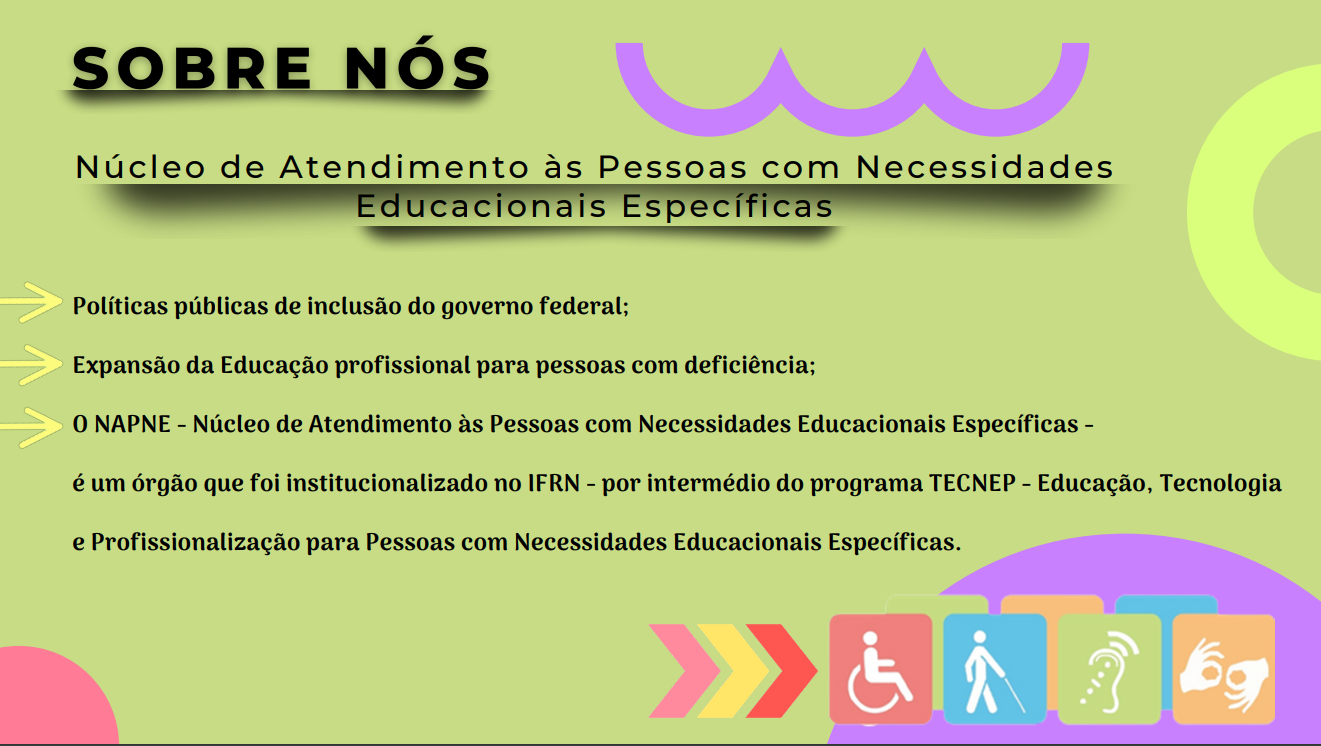 SOBRE NÓS
Núcleo de Atendimento às Pessoas com Necessidades
Educacionais Específicas
Políticas públicas de inclusão do governo federal;
Expansão da Educação profissional para pessoas com deficiência;
O NAPNE - Núcleo de Atendimento às Pessoas com Necessidades Educacionais Específicas -
é um órgão que foi institucionalizado no IFRN - por intermédio do programa TECNEP - Educação, Tecnologia
e Profissionalização para Pessoas com Necessidades Educacionais Específicas.